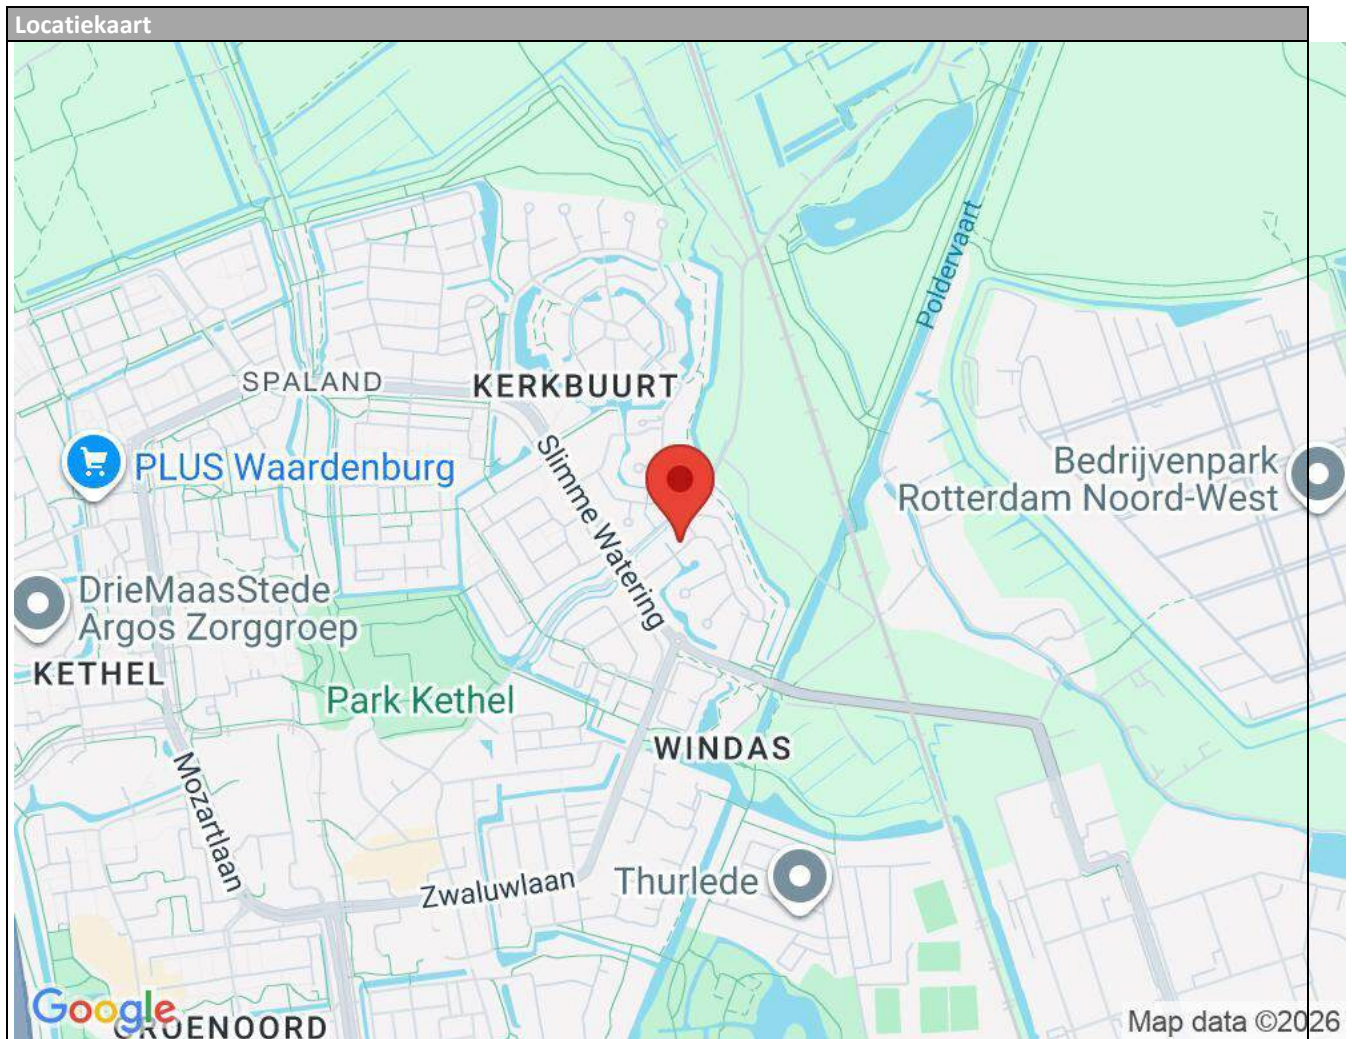 Locatiekaart
Poldervaart
SPALAND
KERKBUURT
PLUS Waardenburg
Slimme Watering
Bedrijvenpark
Rotterdam Noord-West
DrieMaasStede
Argos Zorggroep
KETHEL
Park Kethel
WINDAS
Mozartlaan
Zwaluwlaan
Thurlede
Google
GROENOORD
Map data ©2026